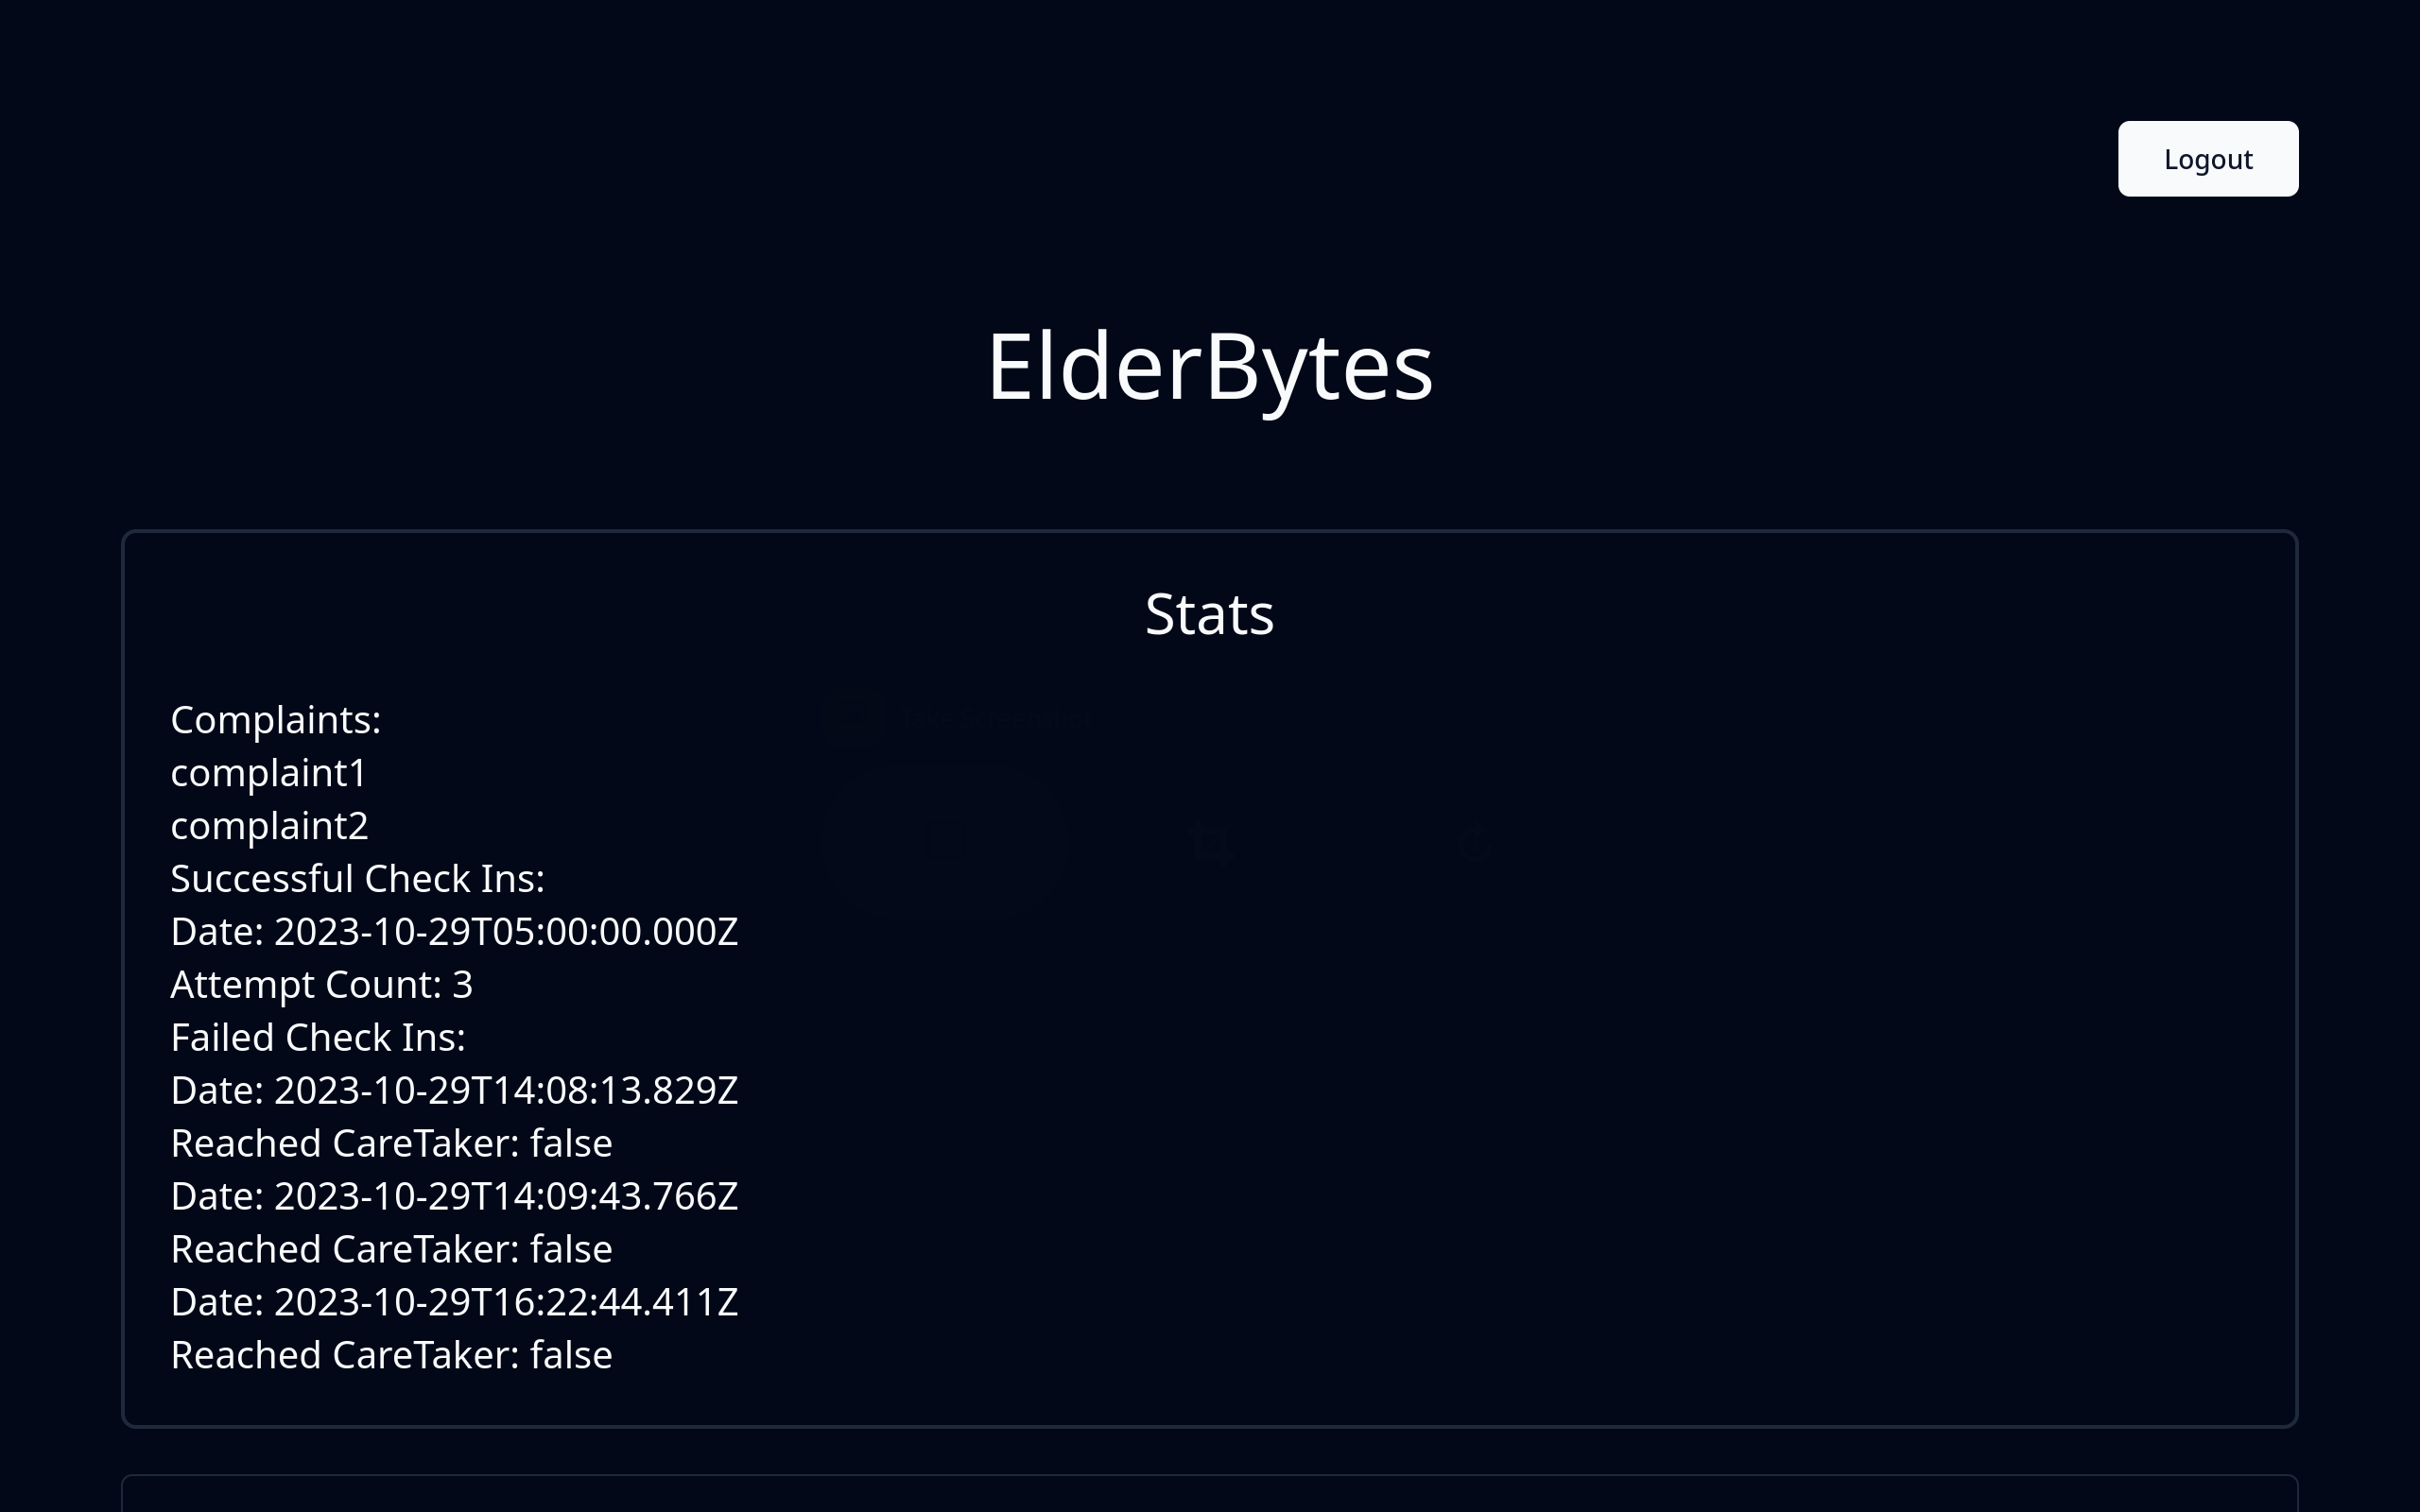 Logout
ElderBytes
Stats
Complaints:
complaint1
complaint2
Successful Check Ins:
Date: 2023-10-29T05:00:00.000Z
Attempt Count: 3
Failed Check Ins:
Date: 2023-10-29T14:08:13.829Z
Reached CareTaker: false
Date: 2023-10-29T14:09:43.766Z
Reached CareTaker: false
Date: 2023-10-29T16:22:44.411Z
Reached CareTaker: false